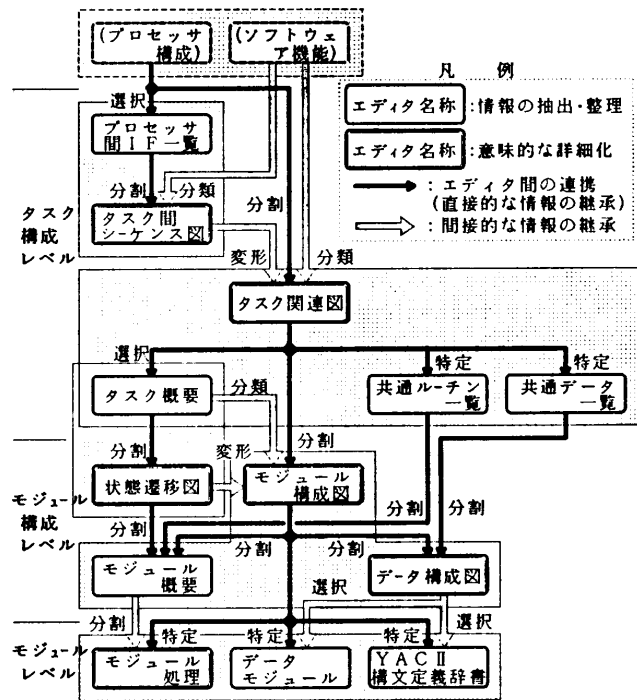 (プロセッサ
構成)
(ソフトウェ
ア機能)
凡 例
エディタ名称:情報の抽出・整理
エディタ名称:意味的な詳細化
:エディタ間の連携
(直接的な情報の継承)
:間接的な情報の継承
選択
プロセッサ
間IF一覧
分割
分類
分割
タスク間
シーケンス図
タスク
構成
レベル
変形
分類
タスク関連図
選択
特定
特定
タスク概要
分類
共通ルーチン
一覧
共通データ
一覧
分割
変形
分割
状態遷移図
モジュール
構成図
モジュール
構成
レベル
分割
分割
分割
分割
分割
モジュール
概要
データ構成図
分割
選択
選択
モジュール
レベル
特定
特定
特定
モジュール
処理
データ
モジュール
YACⅡ
構文定義辞書